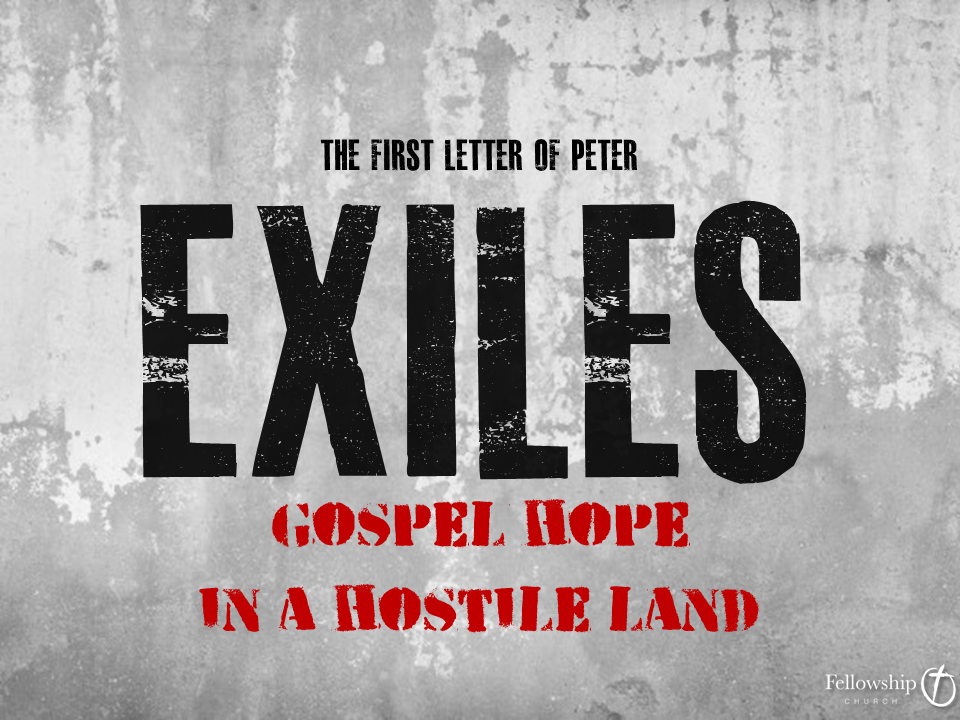 THE FIRST LETTER OF PETER
EXILES
GOSPEL HOPE
IN A HOSTILE LAND
Fellowship
CHURCH